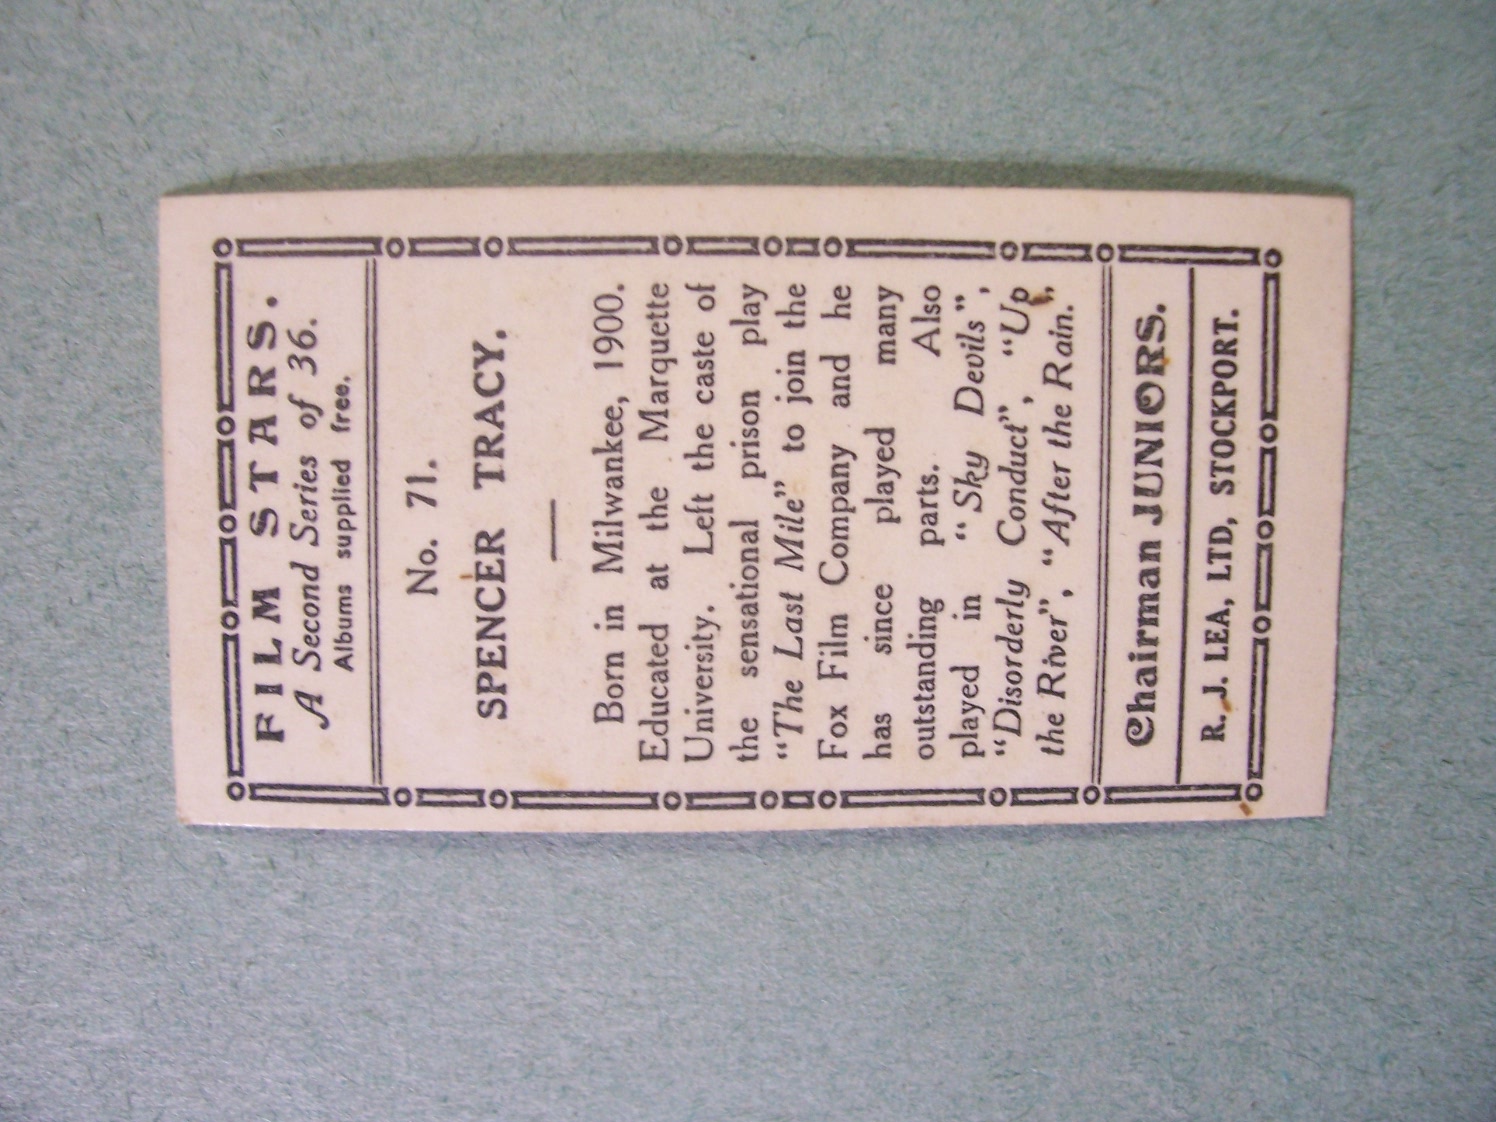 FILM STARS.
A Second Series of 36.
Albums supplied free.
No. 71.
SPENCER TRACY.
Born in Milwankee, 1900.
Educated at the Marquette
University. Left the caste of
the sensational prison play
“The Last Mile” to join the
Fox Film Company and he
has since played many
outstanding parts. Also
played in “Sky Devils”,
“Disorderly Conduct”, “Up
the River”, “After the Rain.”
Chairman JUNIORS.
R. J. LEA, LTD, STOCKPORT.